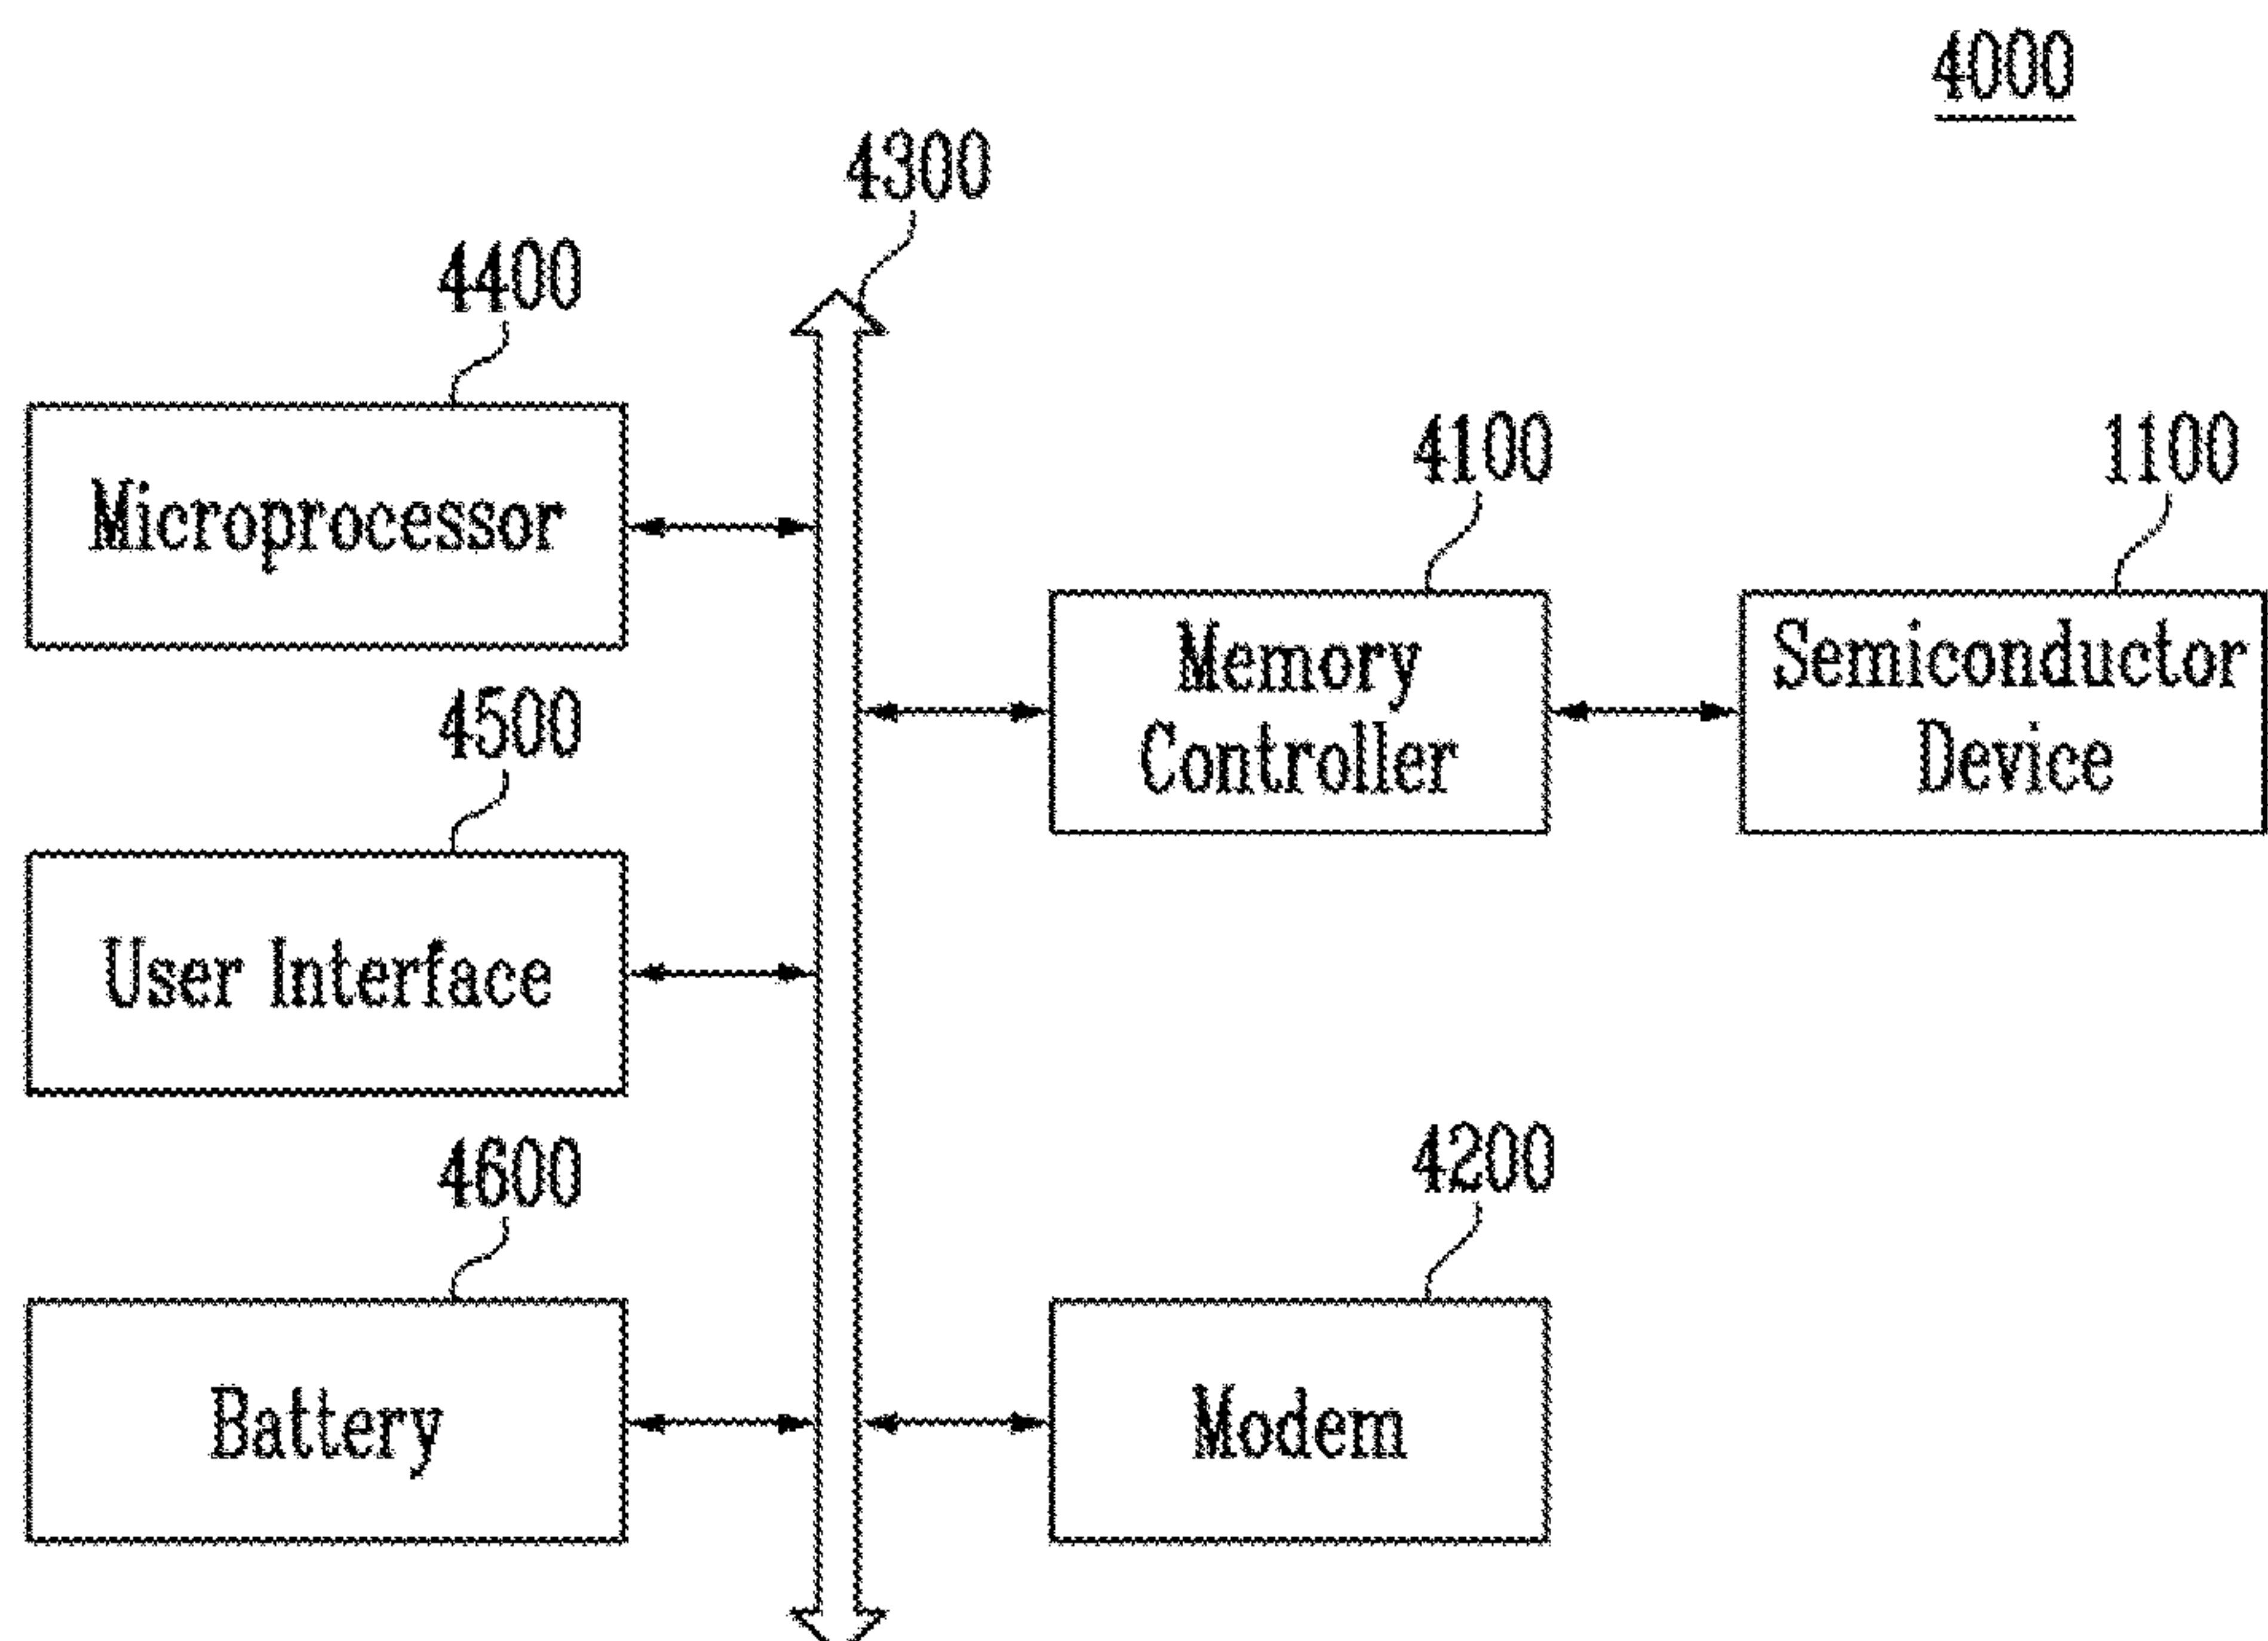 4000
4300
4400
Microprocessor
4100
1100
Memory
Controller
Semiconductor
Device
4500
User Interface
4600
Battery
4200
Modem